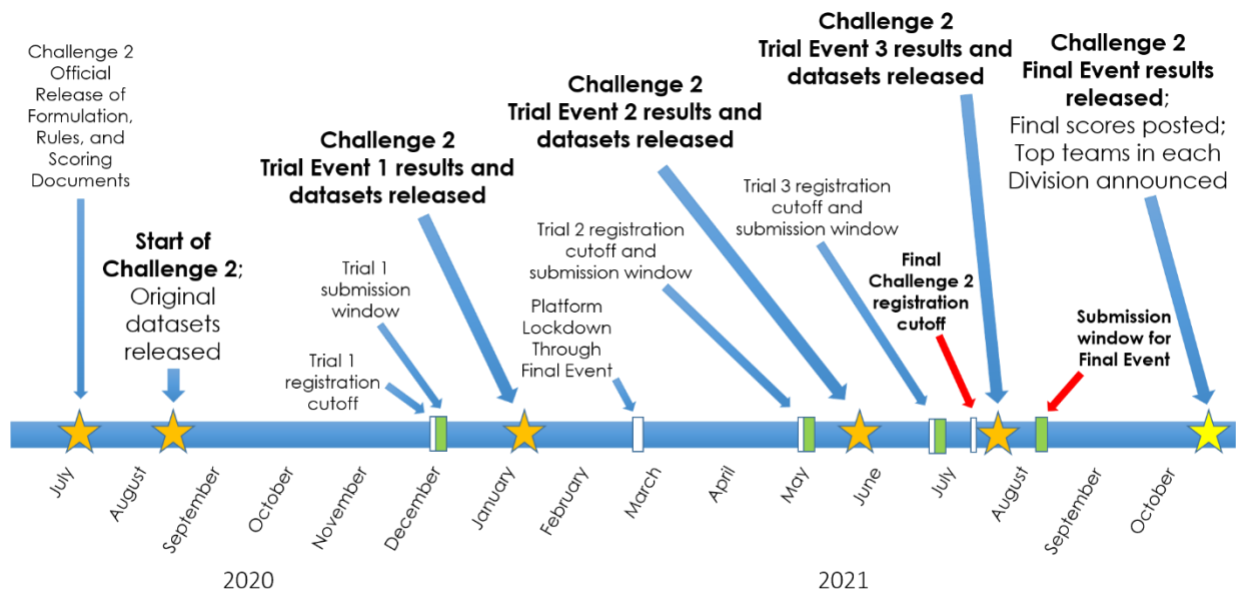 Challenge 2
Official
Release of
Formulation,
Rules, and
Scoring
Documents
Start of
Challenge 2;
Original
datasets
released
Trial 1
registration
cutoff
Trial 1
submission
window
Challenge 2
Trial Event 1 results and
datasets released
Platform
Lockdown
Through
Final Event
Trial 2 registration
cutoff and
submission window
Challenge 2
Trial Event 2 results and
datasets released
Trial 3 registration
cutoff and
submission window
Final
Challenge 2
registration
cutoff
Challenge 2
Trial Event 3 results and
datasets released
Submission
window for
Final Event
Challenge 2
Final Event results
released;
Final scores posted;
Top teams in each
Division announced
July
August
September
October
November
December
January
February
March
April
May
June
July
August
September
October
2020
2021